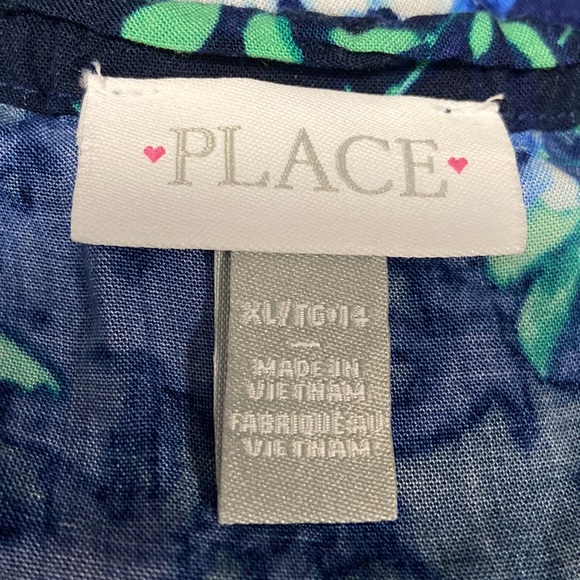 PLACE
XL/TG•14
—
MADE IN
VIETNAM
FABRIQUÉ AU
VIETNAM